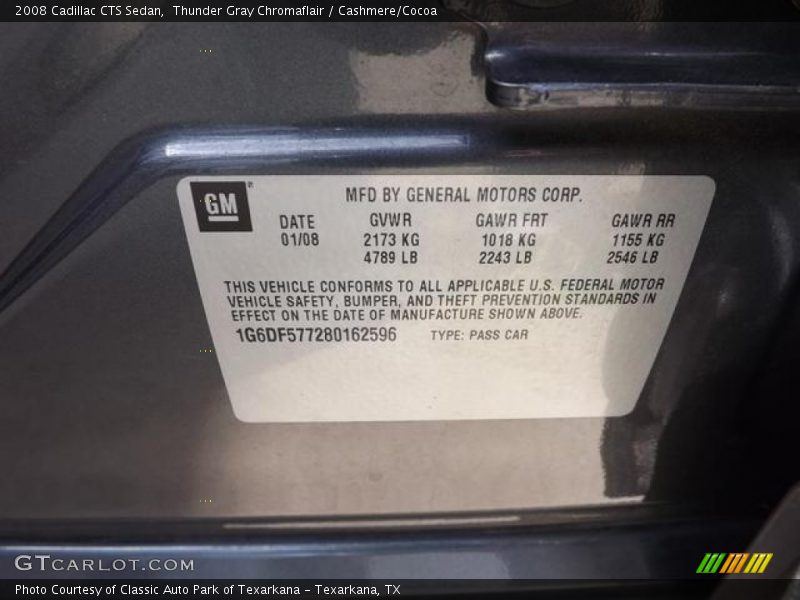 2008 Cadillac CTS Sedan,  Thunder Gray Chromaflair / Cashmere/Cocoa
GM
MFD BY GENERAL MOTORS CORP.
DATE GVWR GAWR FRT GAWR RR
01/08 2173 KG 1018 KG 1155 KG
4789 LB 2243 LB 2546 LB
THIS VEHICLE CONFORMS TO ALL APPLICABLE U.S. FEDERAL MOTOR
VEHICLE SAFETY, BUMPER, AND THEFT PREVENTION STANDARDS IN
EFFECT ON THE DATE OF MANUFACTURE SHOWN ABOVE.
1G6DF577280162596 TYPE: PASS CAR
GTCARLOT.COM
Photo Courtesy of Classic Auto Park of Texarkana – Texarkana, TX